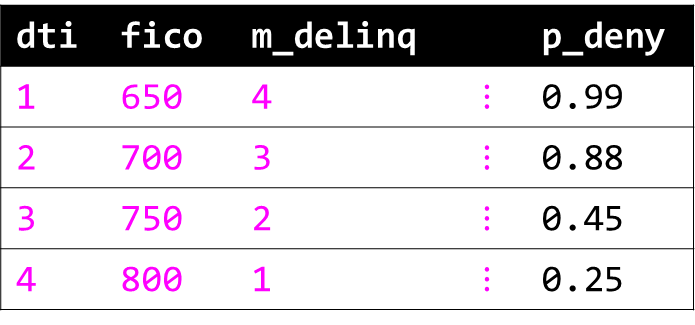 dti fico m_delinq p_deny
1 650 4 ⋮ 0.99
2 700 3 ⋮ 0.88
3 750 2 ⋮ 0.45
4 800 1 ⋮ 0.25